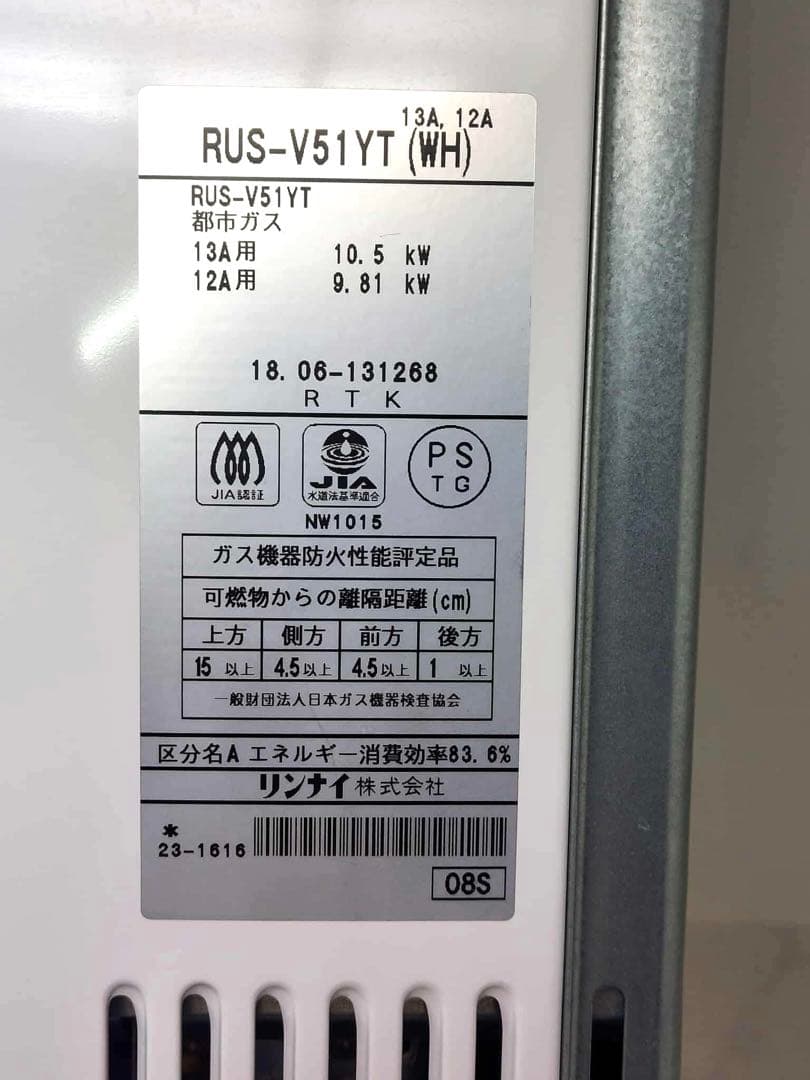 13A, 12A
RUS-V51YT (WH)
RUS-V51YT
都市ガス
13A用 10.5 kW
12A用 9.81 kW
18.06-131268
R T K
JIA認証
JIA
水道法基準適合
PS
TG
NW1015
ガス機器防火性能評定品
可燃物からの離隔距離(cm)
上方 側方 前方 後方
15 以上 4.5以上 4.5以上 1 以上
一般財団法人日本ガス機器検査協会
区分名A エネルギー消費効率83.6%
リンナイ株式会社
*
23-1616
08S